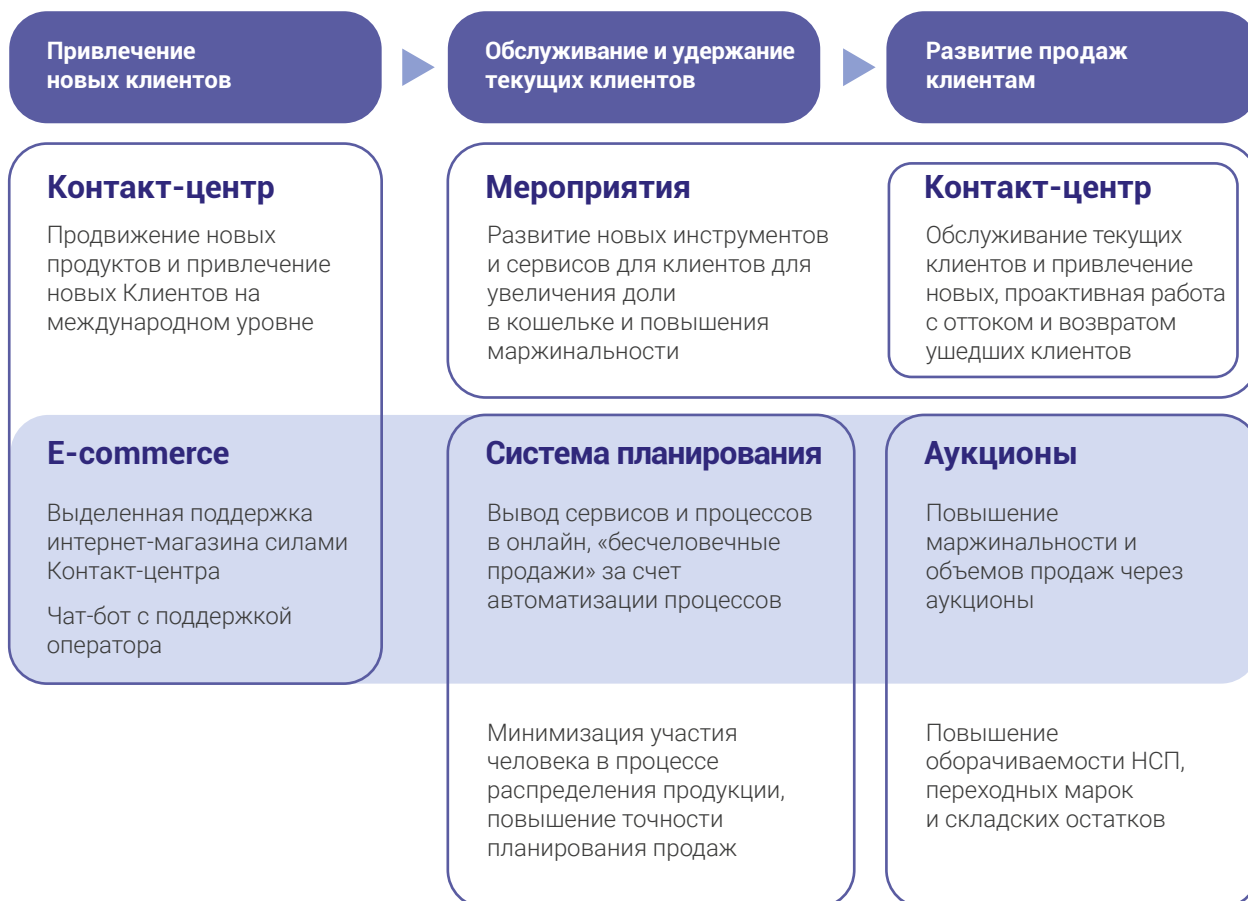 Привлечение
новых клиентов
Обслуживание и удержание
текущих клиентов
Развитие продаж
клиентам
Контакт-центр
Продвижение новых
продуктов и привлечение
новых Клиентов на
международном уровне
Мероприятия
Развитие новых инструментов
и сервисов для клиентов для
увеличения доли
в кошельке и повышения
маржинальности
Контакт-центр
Обслуживание текущих
клиентов и привлечение
новых, проактивная работа
с оттоком и возвратом
ушедших клиентов
E-commerce
Выделенная поддержка
интернет-магазина силами
Контакт-центра
Чат-бот с поддержкой
оператора
Система планирования
Вывод сервисов и процессов
в онлайн, «бесчеловечные
продажи» за счет
автоматизации процессов
Минимизация участия
человека в процессе
распределения продукции,
повышение точности
планирования продаж
Аукционы
Повышение
маржинальности и
объемов продаж через
аукционы
Повышение
оборачиваемости НСП,
переходных марок
и складских остатков